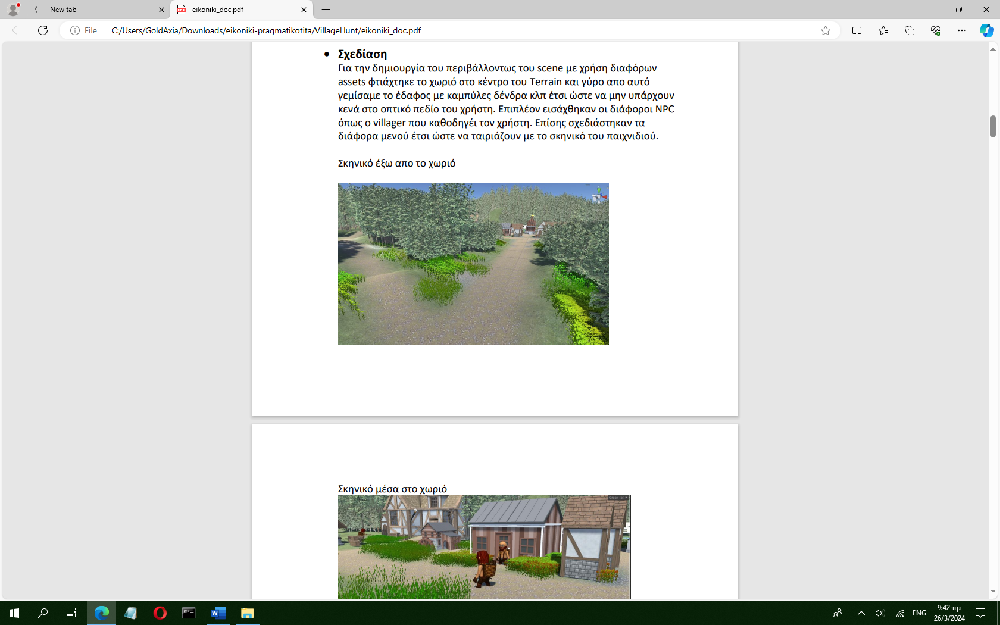 New tab
eikoniki_doc.pdf
File
C:/Users/GoldAxia/Downloads/eikoniki-pragmatikotita/VillageHunt/eikoniki_doc.pdf
• Σχεδίαση
Για την δημιουργία του περιβάλλοντως του scene με χρήση διαφόρων
assets φτιάχτηκε το χωριό στο κέντρο του Terrain και γύρο απο αυτό
γεμίσαμε το έδαφος με καμπύλες δένδρα κλπ έτσι ώστε να μην υπάρχουν
κενά στο οπτικό πεδίο του χρήστη. Επιπλέον εισάχθηκαν οι διάφοροι NPC
όπως ο villager που καθοδηγέι τον χρήστη. Επίσης σχεδιάστηκαν τα
διάφορα μενού έτσι ώστε να ταιριάζουν με το σκηνικό του παιχνιδιού.
Σκηνικό έξω απο το χωριό
Σκηνικό μέσα στο χωριό
Greek (el)
ENG
9:42 πμ
26/3/2024